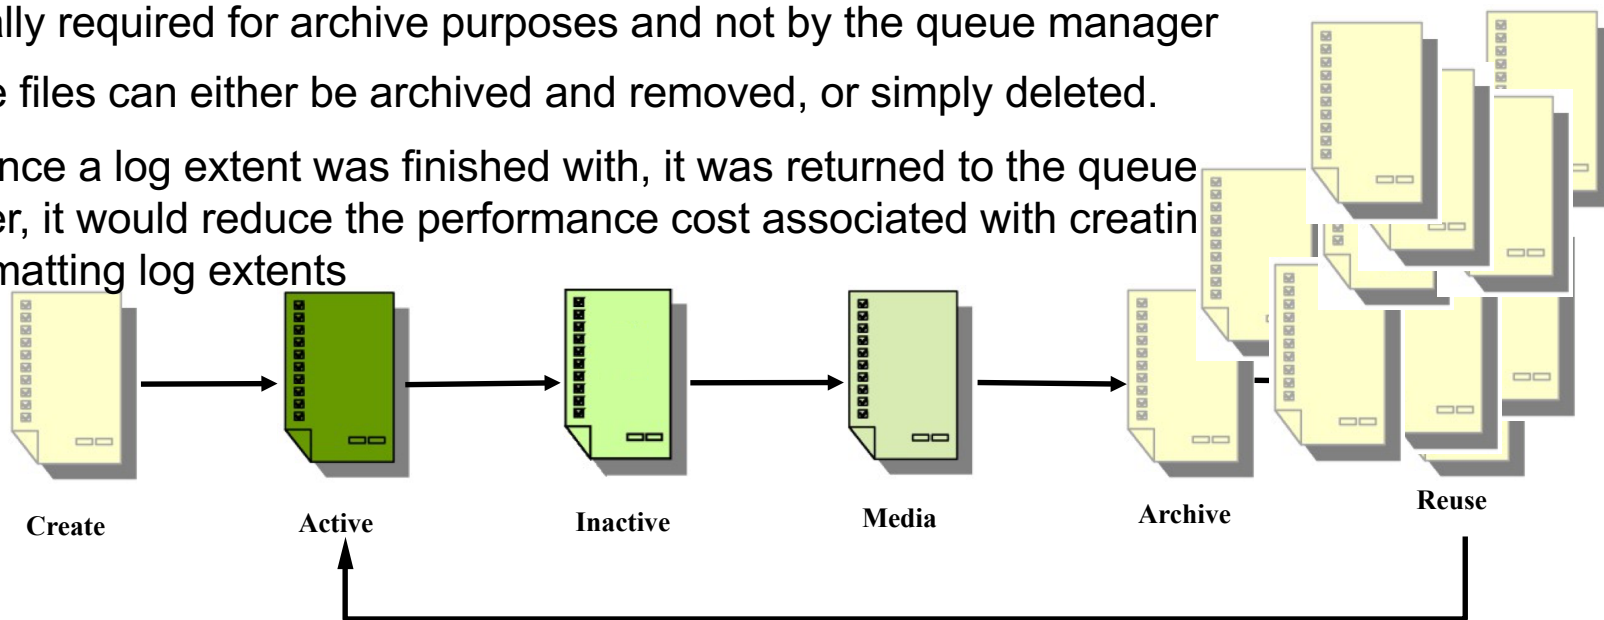 ally required for archive purposes and not by the queue manager
e files can either be archived and removed, or simply deleted.
nce a log extent was finished with, it was returned to the queue
er, it would reduce the performance cost associated with creatin
matting log extents
Create
Active
Inactive
Media
Archive
Reuse